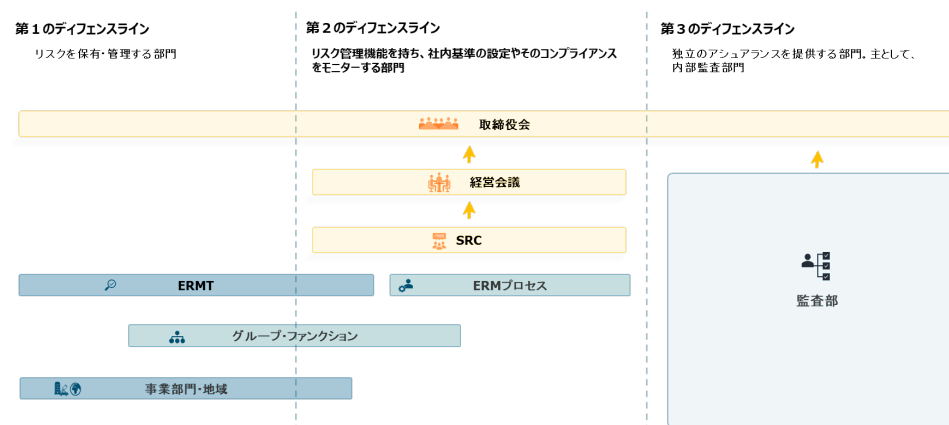 第1のディフェンスライン
リスクを保有・管理する部門
第2のディフェンスライン
リスク管理機能を持ち、社内基準の設定やそのコンプライアンス
をモニターする部門
第3のディフェンスライン
独立のアシュアランスを提供する部門。主として、
内部監査部門
取締役会
経営会議
SRC
ERMT
ERMプロセス
グループ・ファンクション
事業部門・地域
監査部